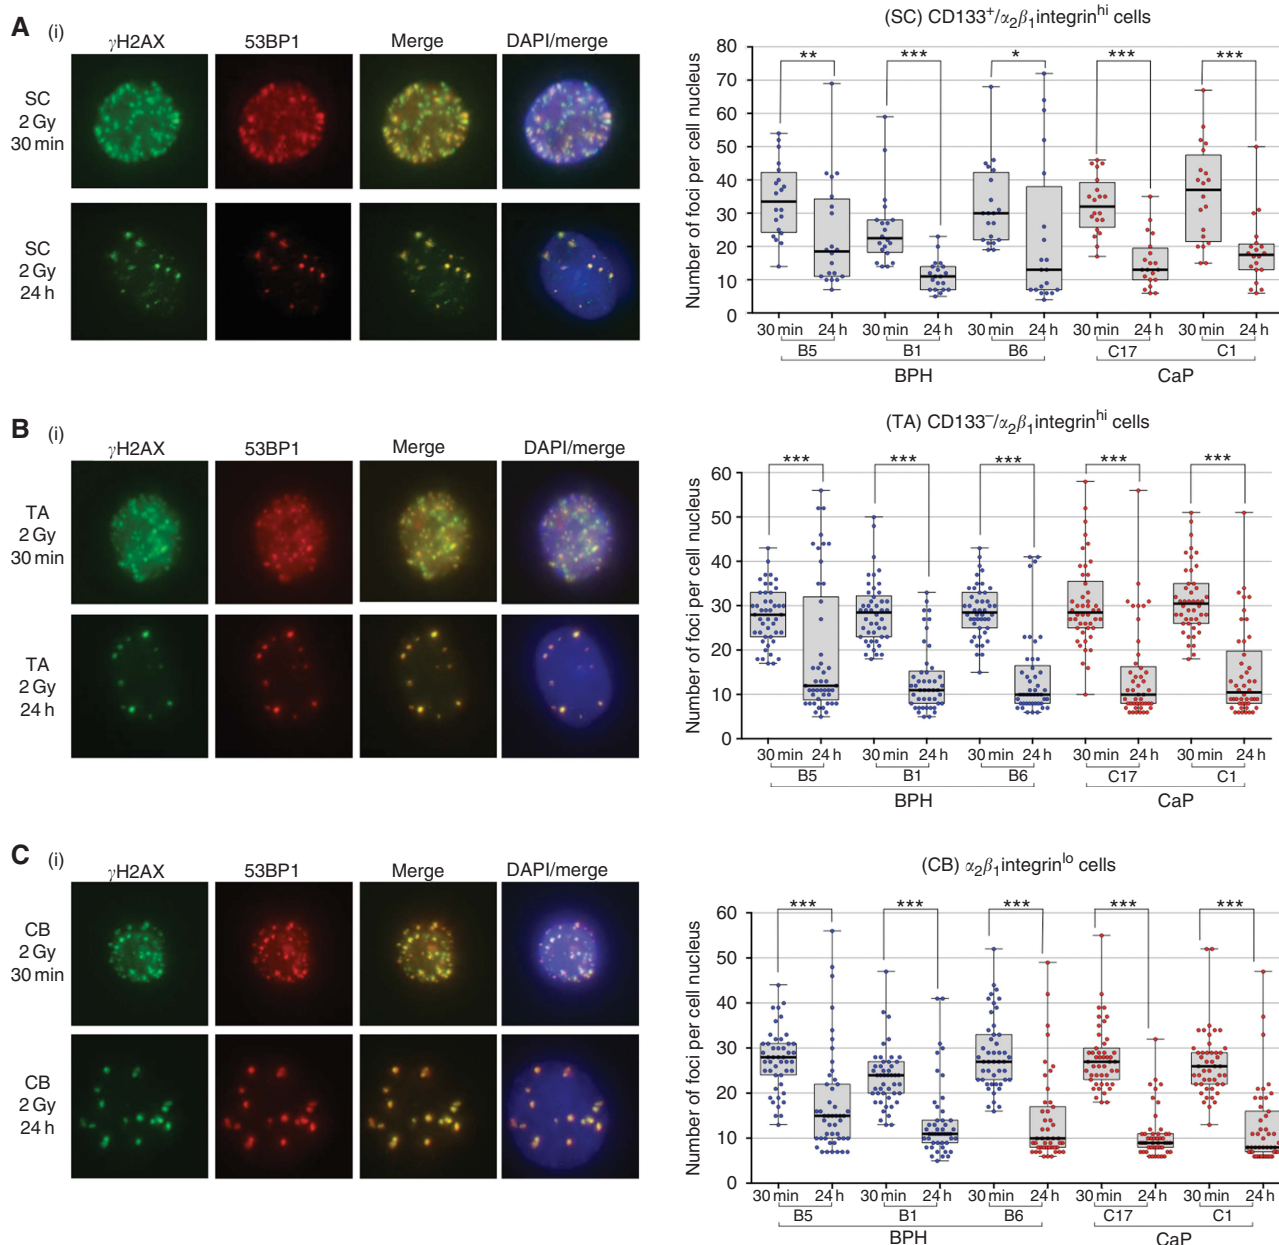 A (i)
γH2AX 53BP1 Merge DAPI/merge
SC
2 Gy
30 min
SC
2 Gy
24 h
(SC) CD133+/α2β1integrinhi cells
Number of foci per cell nucleus
80
70
60
50
40
30
20
10
0
** *** * *** ***
30 min 24 h 30 min 24 h 30 min 24 h 30 min 24 h 30 min 24 h
B5 B1 B6 C17 C1
BPH CaP
B (i)
γH2AX 53BP1 Merge DAPI/merge
TA
2 Gy
30 min
TA
2 Gy
24 h
(TA) CD133−/α2β1integrinhi cells
Number of foci per cell nucleus
60
50
40
30
20
10
0
*** *** *** *** ***
30 min 24 h 30 min 24 h 30 min 24 h 30 min 24 h 30 min 24 h
B5 B1 B6 C17 C1
BPH CaP
C (i)
γH2AX 53BP1 Merge DAPI/merge
CB
2 Gy
30 min
CB
2 Gy
24 h
(CB) α2β1integrinlo cells
Number of foci per cell nucleus
60
50
40
30
20
10
0
*** *** *** *** ***
30 min 24 h 30 min 24 h 30 min 24 h 30 min 24 h 30 min 24 h
B5 B1 B6 C17 C1
BPH CaP